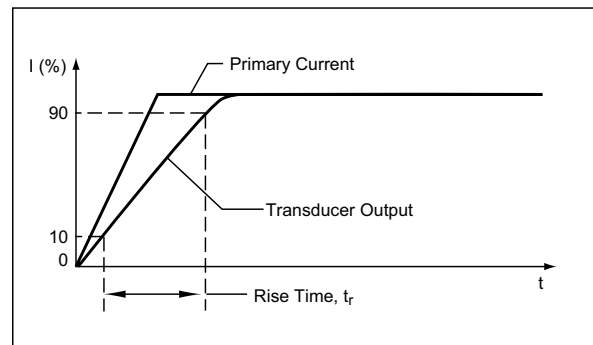 I (%)
Primary Current
90
Transducer Output
10
0
t
Rise Time, tr